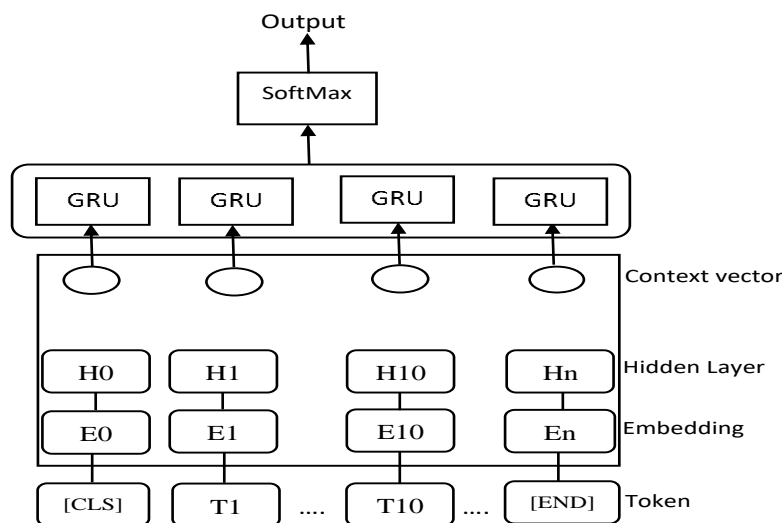 Output
SoftMax
GRU GRU GRU GRU
Context vector
H0 H1 H10 Hn Hidden Layer
E0 E1 E10 En Embedding
[CLS] T1 .... T10 .... [END] Token